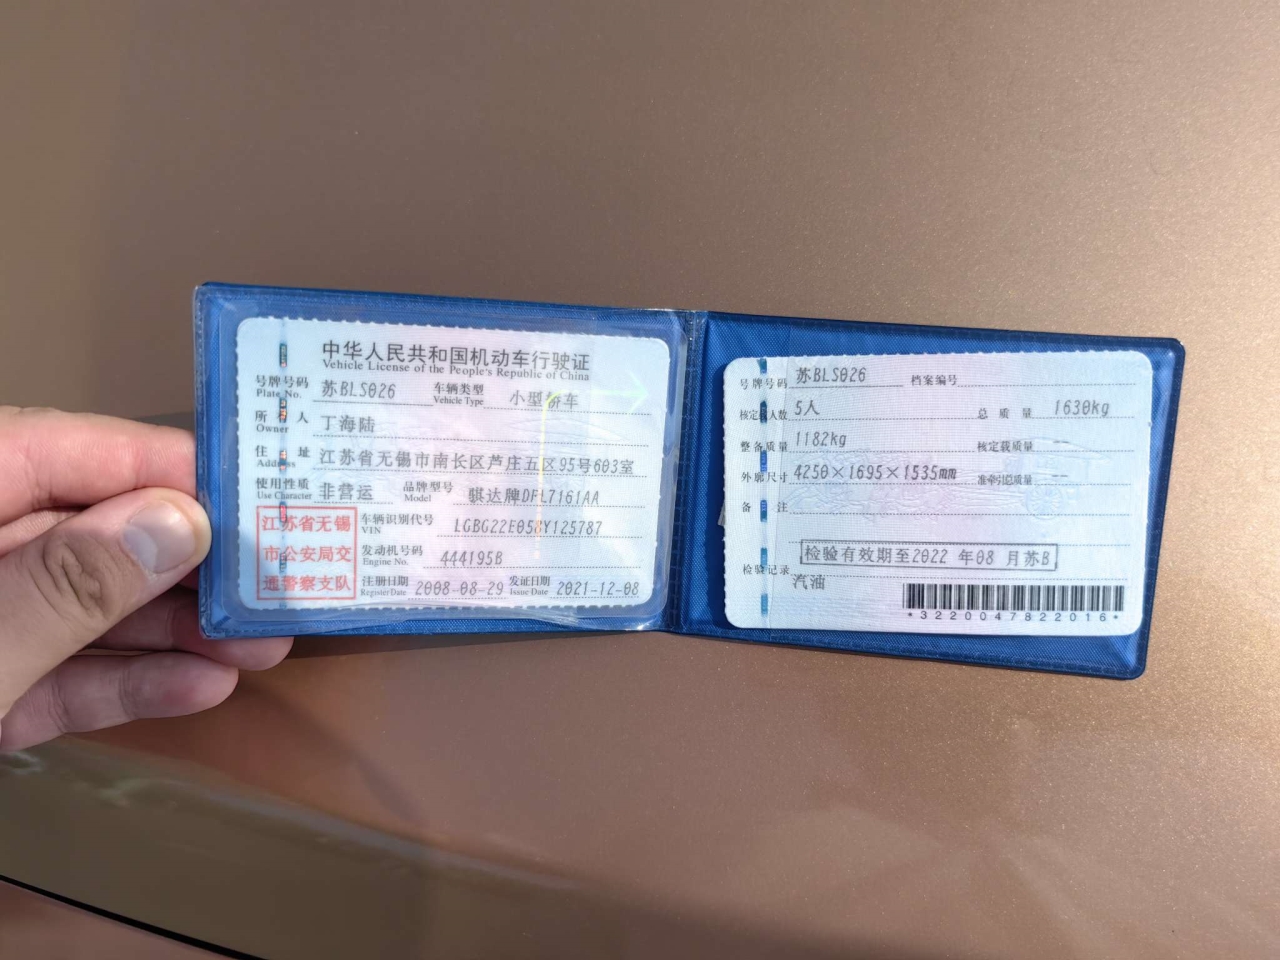 中华人民共和国机动车行驶证
Vehicle License of the People's Republic of China
号牌号码 苏BLS026 车辆类型 小型轿车
Plate No. Vehicle Type
所有人 丁海陆
Owner
住址 江苏省无锡市南长区芦庄五区95号603室
Address
使用性质 非营运 品牌型号 骐达牌DFL7161AA
Use Character Model
江苏省无锡
市公安局交
通警察支队
车辆识别代号 LGBG22E058Y125787
VIN
发动机号码 444195B
Engine No.
注册日期 2008-08-29 发证日期 2021-12-08
Register Date Issue Date
号牌号码 苏BLS026 档案编号
核定载人数 5人 总质量 1630kg
整备质量 1182kg 核定载质量 --
外廓尺寸 4250×1695×1535mm 准牵引总质量 --
备注
检验有效期至2022 年08 月苏B
检验记录
汽油
*3220047822016*